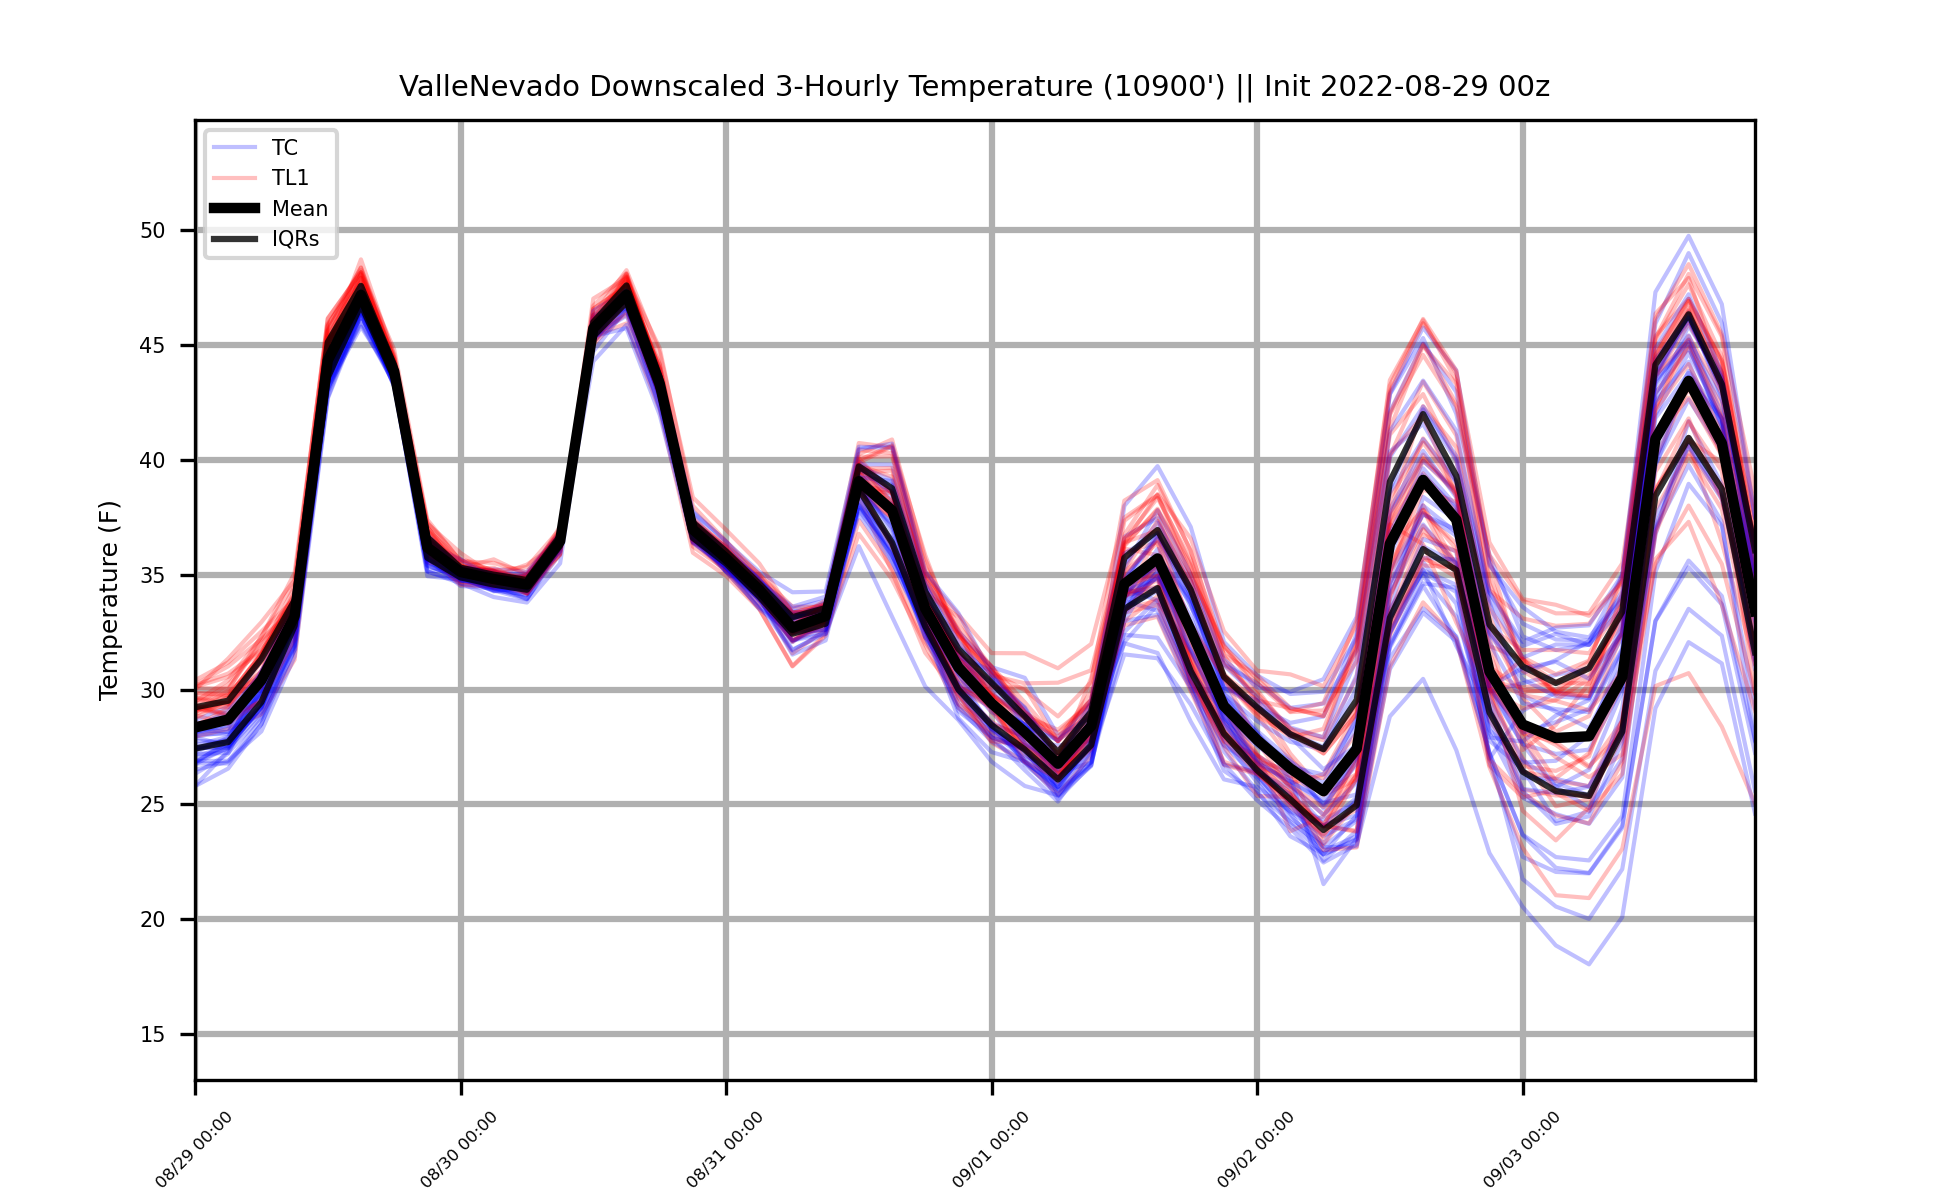 ValleNevado Downscaled 3-Hourly Temperature (10900') || Init 2022-08-29 00z
TC
TL1
Mean
IQRs
Temperature (F)
50
45
40
35
30
25
20
15
08/29 00:00
08/30 00:00
08/31 00:00
09/01 00:00
09/02 00:00
09/03 00:00